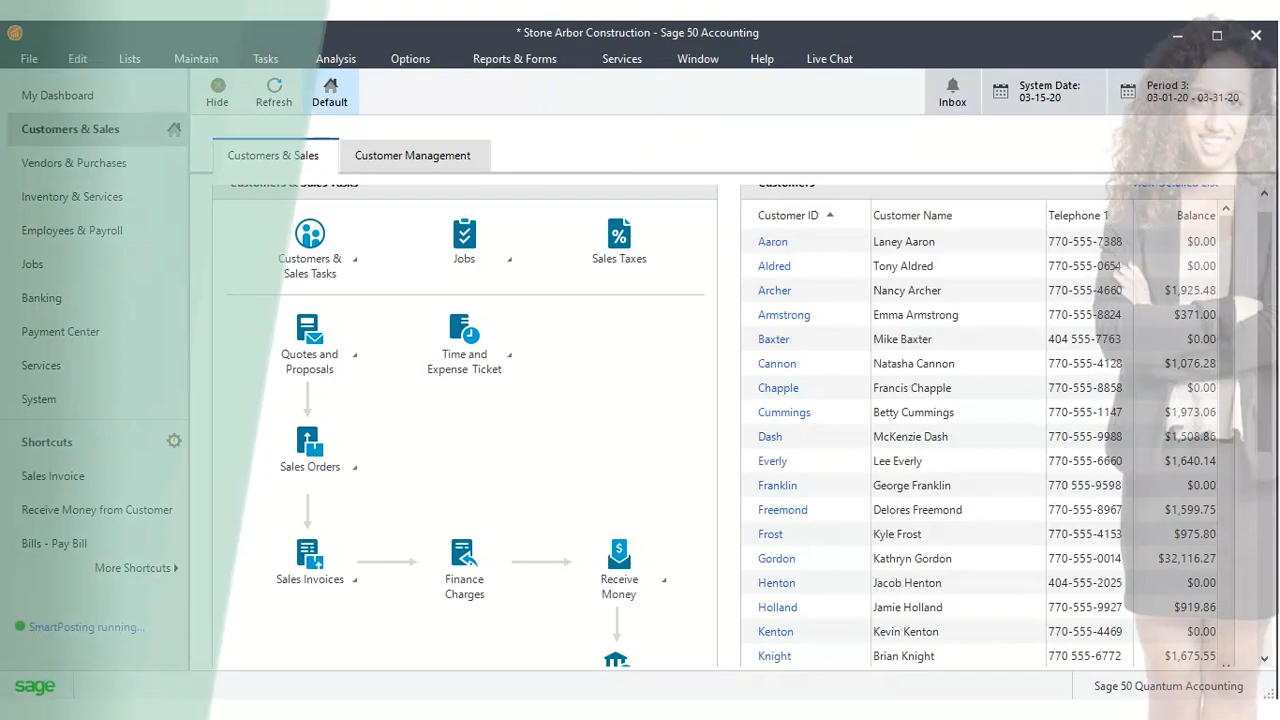 * Stone Arbor Construction - Sage 50 Accounting
File Edit Lists Maintain Tasks Analysis Options Reports & Forms Services Window Help Live Chat
My Dashboard
Customers & Sales
Vendors & Purchases
Inventory & Services
Employees & Payroll
Jobs
Banking
Payment Center
Services
System
Shortcuts
Sales Invoice
Receive Money from Customer
Bills - Pay Bill
More Shortcuts
SmartPosting running...
sage
Hide
Refresh
Default
Inbox
System Date:
03-15-20
Period 3:
03-01-20 - 03-31-20
Customers & Sales
Customer Management
Customers & Sales Tasks
Customers &
Sales Tasks
Jobs
Sales Taxes
Quotes and
Proposals
Time and
Expense Ticket
Sales Orders
Sales Invoices
Finance
Charges
Receive
Money
Customers
View Detailed List
Customer ID Customer Name Telephone 1 Balance
Aaron Laney Aaron 770-555-7388 $0.00
Aldred Tony Aldred 770-555-0654 $0.00
Archer Nancy Archer 770-555-4660 $1,925.48
Armstrong Emma Armstrong 770-555-8824 $371.00
Baxter Mike Baxter 404 555-7763 $0.00
Cannon Natasha Cannon 770-555-4128 $1,076.28
Chapple Francis Chapple 770-555-8858 $0.00
Cummings Betty Cummings 770-555-1147 $1,973.06
Dash McKenzie Dash 770-555-9988 $1,508.86
Everly Lee Everly 770-555-6660 $1,640.14
Franklin George Franklin 770 555-9598 $0.00
Freemond Delores Freemond 770-555-8967 $1,599.75
Frost Kyle Frost 770-555-4153 $975.80
Gordon Kathryn Gordon 770-555-0014 $32,116.27
Henton Jacob Henton 404-555-2025 $0.00
Holland Jamie Holland 770-555-9927 $919.86
Kenton Kevin Kenton 770-555-4469 $0.00
Knight Brian Knight 770 555-6772 $1,675.55
Sage 50 Quantum Accounting